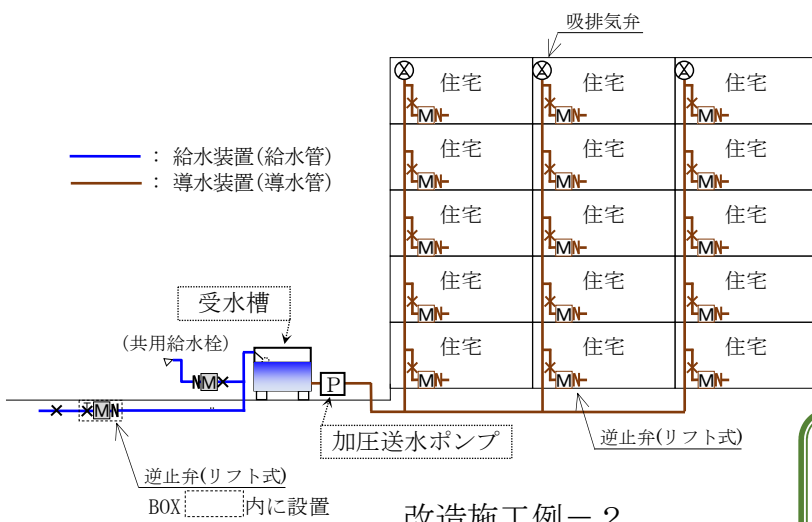 吸排気弁
住宅 住宅 住宅
M M M
住宅 住宅 住宅
M M M
: 給水装置(給水管)
: 導水装置(導水管)
住宅 住宅 住宅
M M M
住宅 住宅 住宅
M M M
受水槽
(共用給水栓)
住宅 住宅 住宅
M M M
M
P
M
加圧送水ポンプ
逆止弁(リフト式)
逆止弁(リフト式)
BOX 内に設置
改造施工例－2